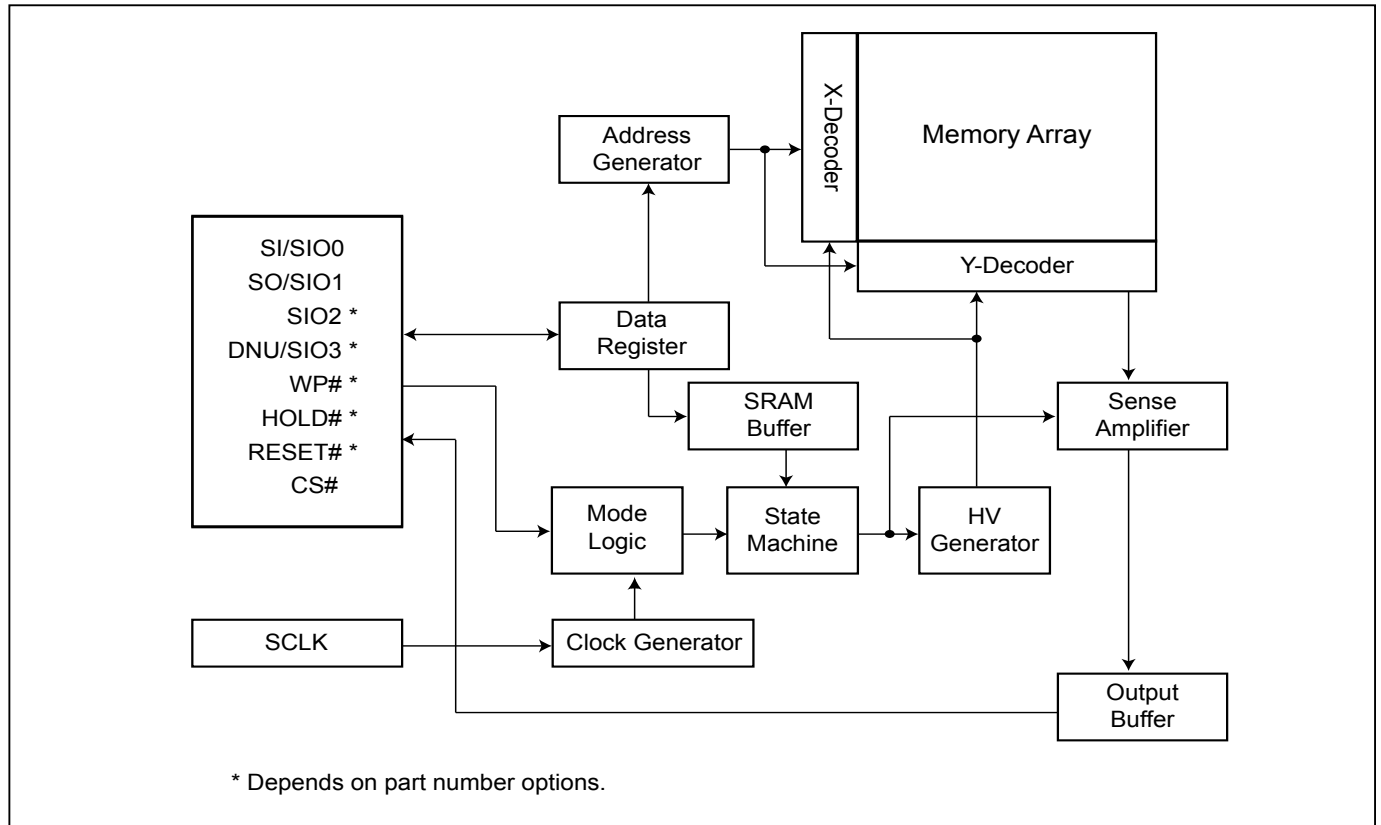 X-Decoder
Memory Array
Address
Generator
Y-Decoder
SI/SIO0
SO/SIO1
SIO2 *
DNU/SIO3 *
WP# *
HOLD# *
RESET# *
CS#
Data
Register
SRAM
Buffer
Sense
Amplifier
Mode
Logic
State
Machine
HV
Generator
SCLK
Clock Generator
Output
Buffer
* Depends on part number options.